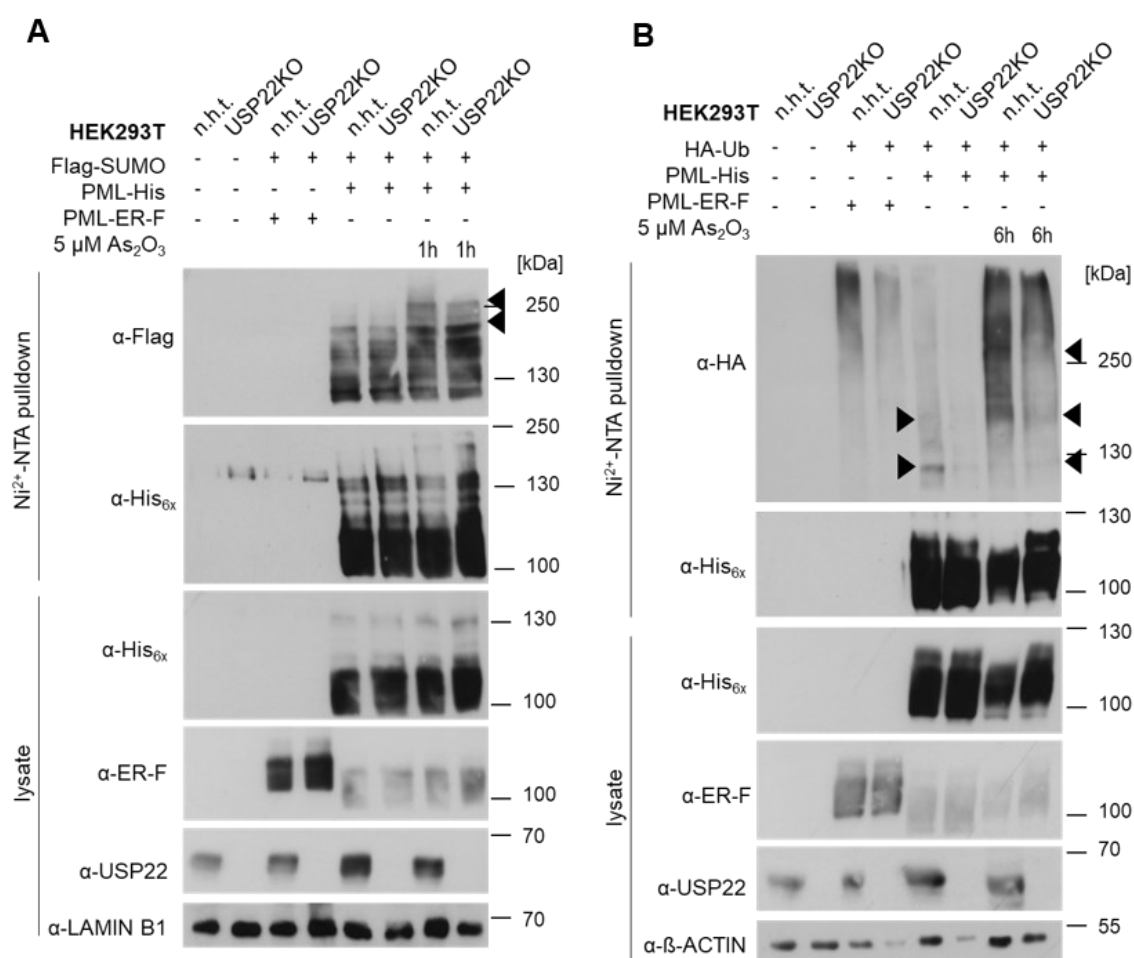 A
n.h.t. USP22KO n.h.t. USP22KO n.h.t. USP22KO n.h.t. USP22KO
HEK293T
Flag-SUMO - - + + + + + +
PML-His - - - - + + + +
PML-ER-F - - + + - - - -
5 µM As₂O₃ 1h 1h
[kDa]
Ni²⁺-NTA pulldown
α-Flag
250
130
α-His₆ₓ
250
130
100
lysate
α-His₆ₓ
130
100
α-ER-F
100
α-USP22
70
α-LAMIN B1
70
B
n.h.t. USP22KO n.h.t. USP22KO n.h.t. USP22KO n.h.t. USP22KO
HEK293T
HA-Ub - - + + + + + +
PML-His - - - - + + + +
PML-ER-F - - + + - - - -
5 µM As₂O₃ 6h 6h
[kDa]
Ni²⁺-NTA pulldown
α-HA
250
130
α-His₆ₓ
130
100
lysate
α-His₆ₓ
130
100
α-ER-F
100
α-USP22
70
α-ß-ACTIN
55